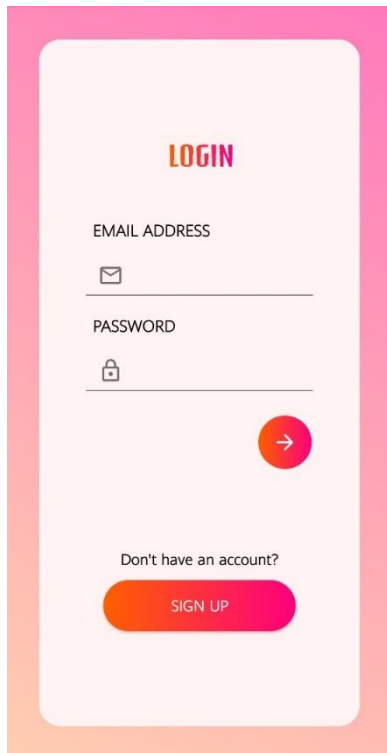 LOGIN
EMAIL ADDRESS
PASSWORD
Don't have an account?
SIGN UP